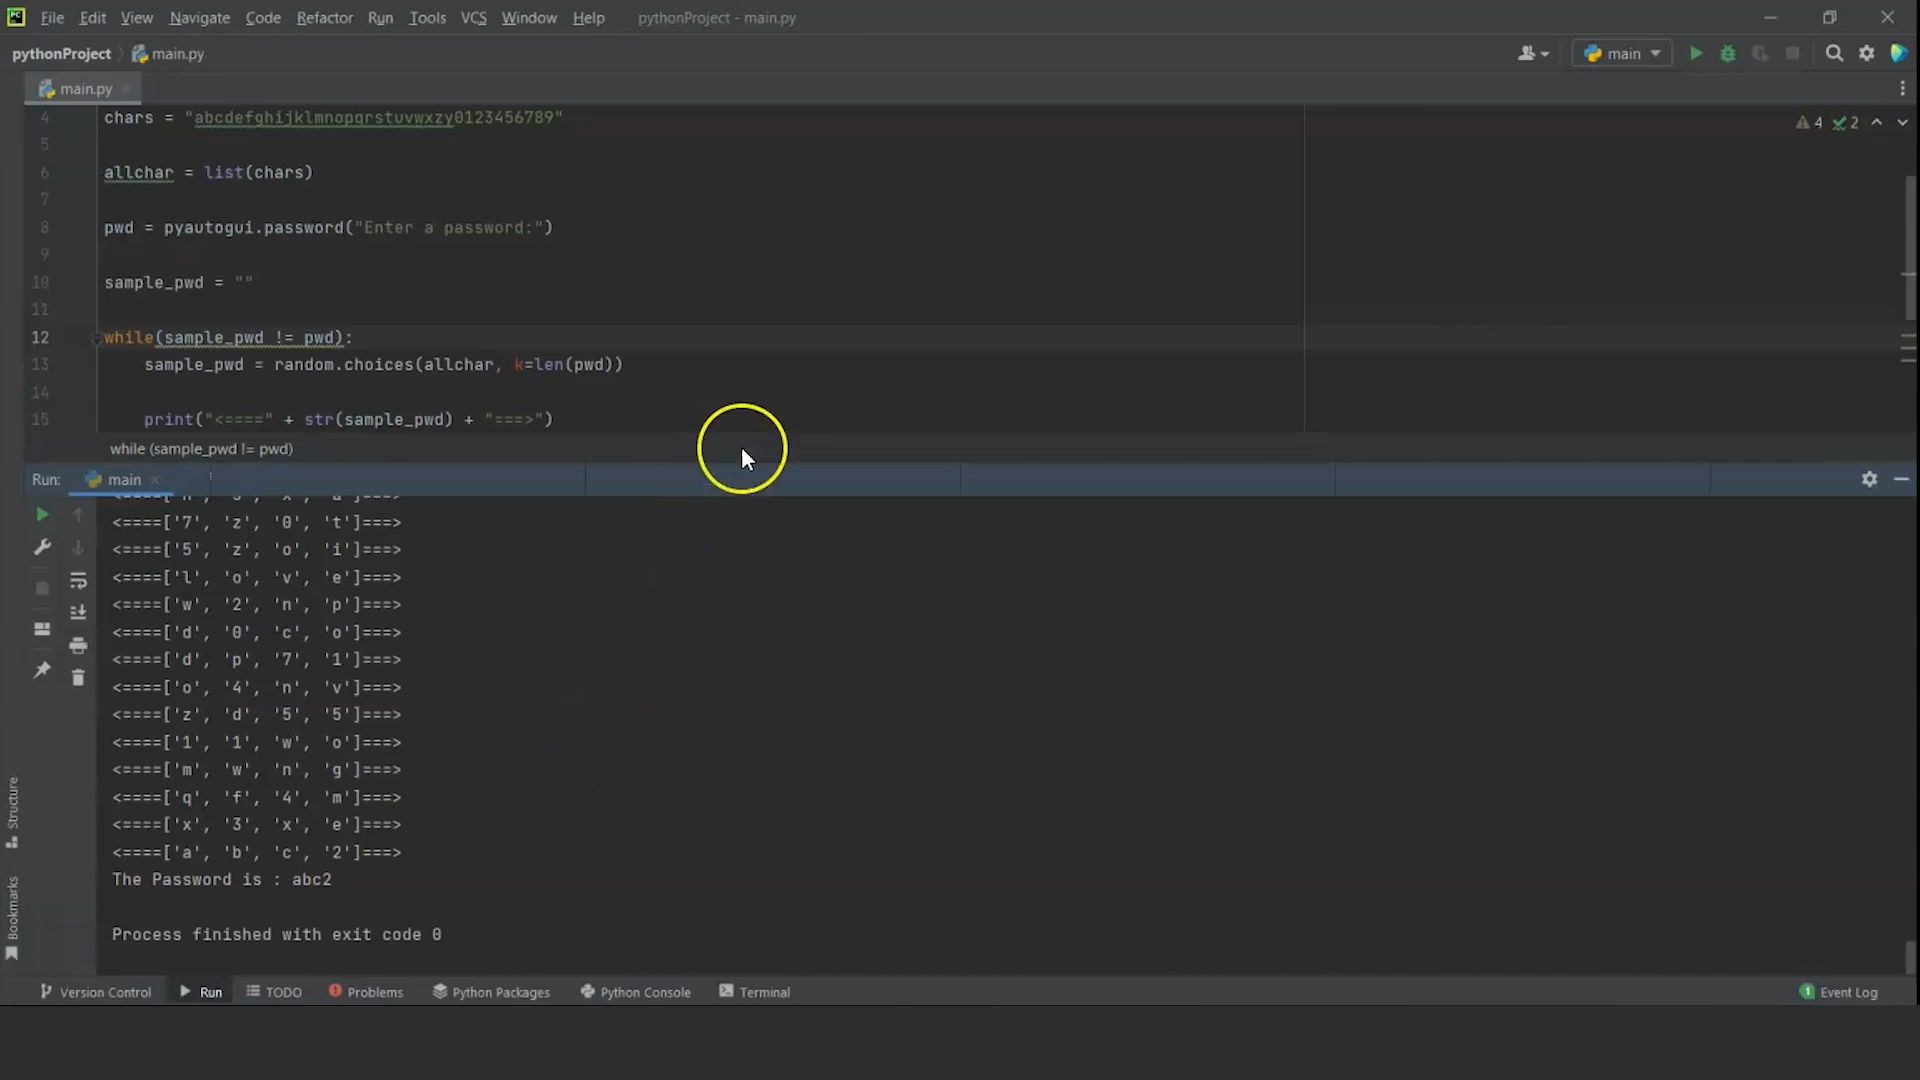 File Edit View Navigate Code Refactor Run Tools VCS Window Help pythonProject - main.py
pythonProject main.py main
main.py
4 chars = "abcdefghijklmnopqrstuvwxzy0123456789"
4 2
5
6 allchar = list(chars)
7
8 pwd = pyautogui.password("Enter a password:")
9
10 sample_pwd = ""
11
12 while(sample_pwd != pwd):
13 sample_pwd = random.choices(allchar, k=len(pwd))
14
15 print("<====" + str(sample_pwd) + "===>")
while (sample_pwd != pwd)
Run: main
<====['7', 'z', '0', 't']===>
<====['5', 'z', 'o', 'i']===>
<====['l', 'o', 'v', 'e']===>
<====['w', '2', 'n', 'p']===>
<====['d', '0', 'c', 'o']===>
<====['d', 'p', '7', '1']===>
<====['o', '4', 'n', 'v']===>
<====['z', 'd', '5', '5']===>
<====['1', '1', 'w', 'o']===>
<====['m', 'w', 'n', 'g']===>
<====['q', 'f', '4', 'm']===>
<====['x', '3', 'x', 'e']===>
<====['a', 'b', 'c', '2']===>
The Password is : abc2
Process finished with exit code 0
Structure
Bookmarks
Version Control Run TODO Problems Python Packages Python Console Terminal 1 Event Log